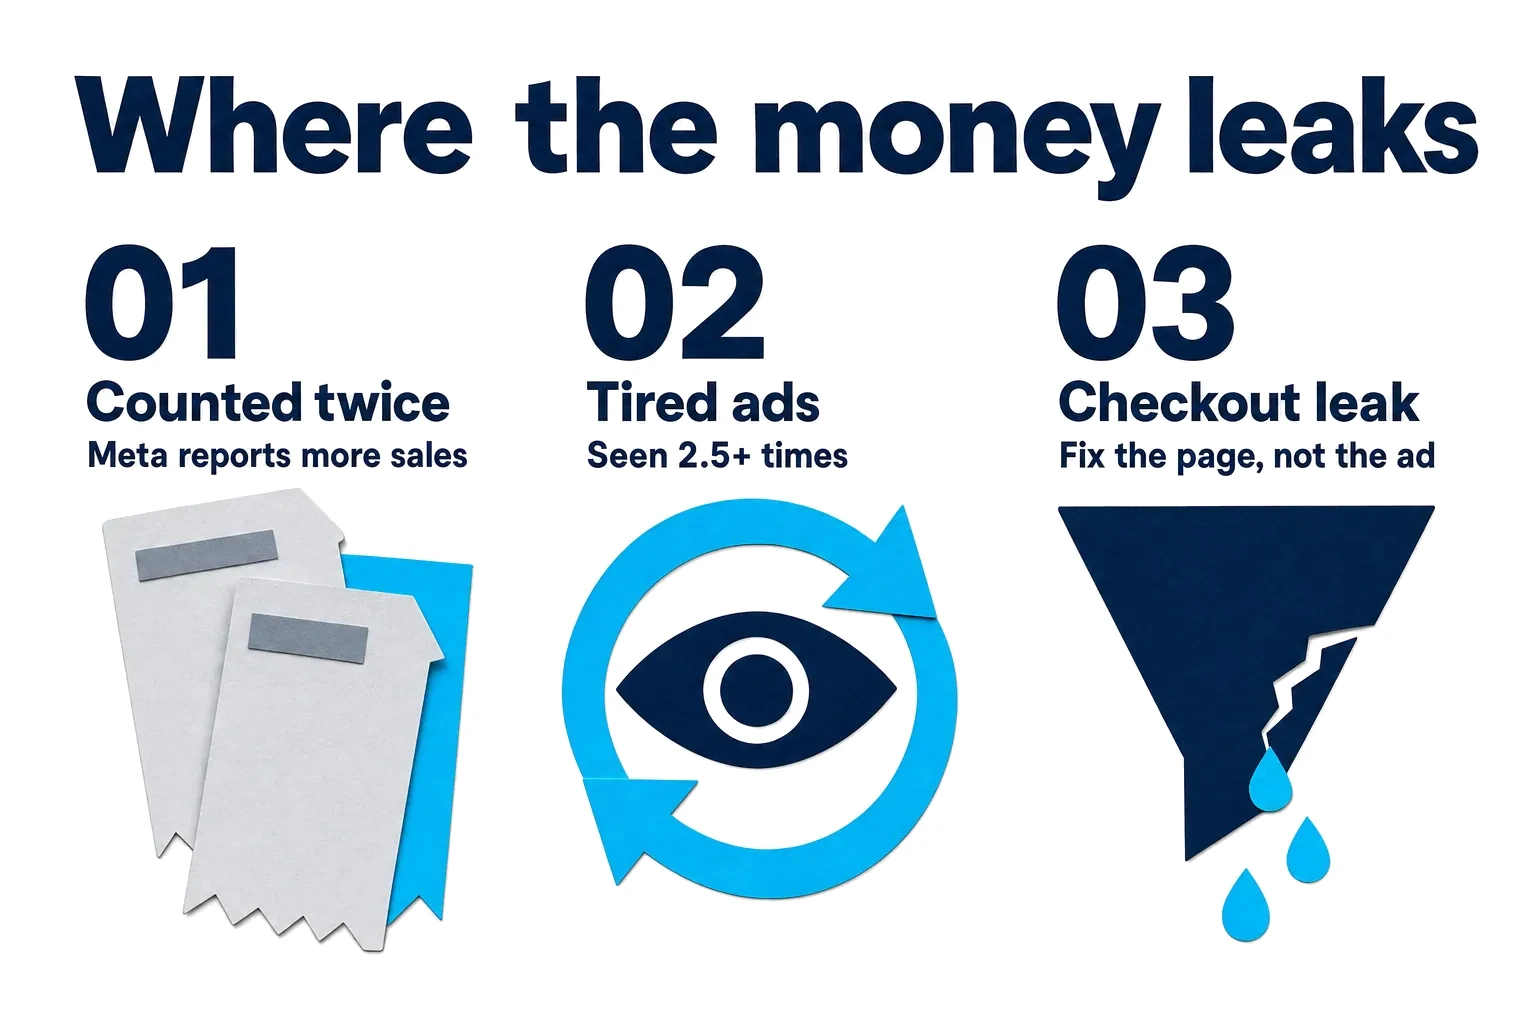 Where the money leaks
01
Counted twice
Meta reports more sales
02
Tired ads
Seen 2.5+ times
03
Checkout leak
Fix the page, not the ad